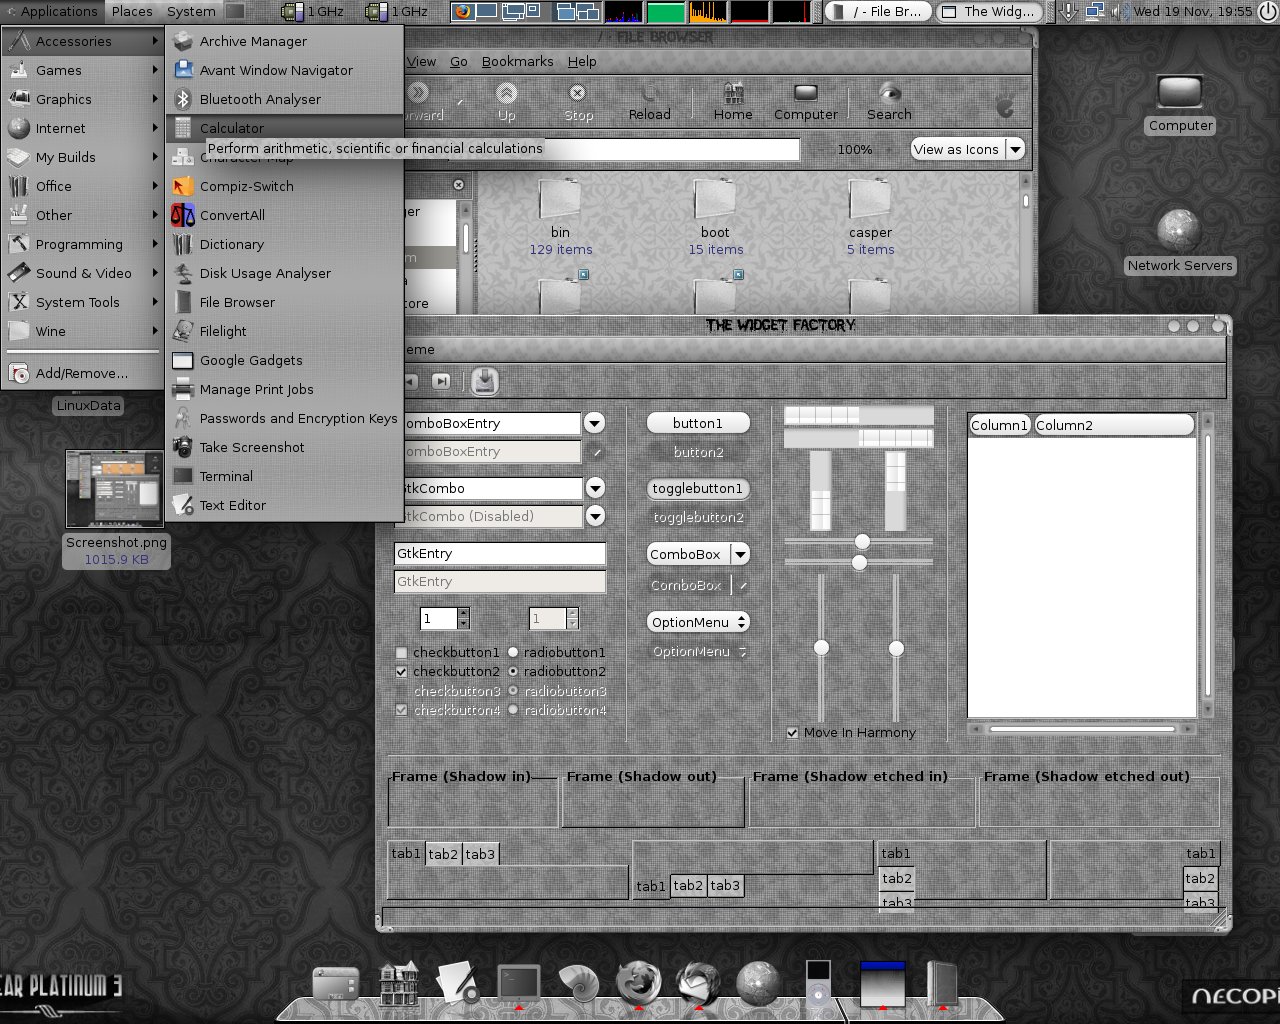 Applications Places System 1 GHz 1 GHz / - File Br... The Widg... Wed 19 Nov, 19:55
Accessories
Games
Graphics
Internet
My Builds
Office
Other
Programming
Sound & Video
System Tools
Wine
Add/Remove...
Archive Manager
Avant Window Navigator
Bluetooth Analyser
Calculator
Perform arithmetic, scientific or financial calculations
Character Map
Compiz-Switch
ConvertAll
Dictionary
Disk Usage Analyser
File Browser
Filelight
Google Gadgets
Manage Print Jobs
Passwords and Encryption Keys
Take Screenshot
Terminal
Text Editor
/ - FILE BROWSER
View Go Bookmarks Help
orward Up Stop Reload Home Computer Search
100% View as Icons
bin boot casper
129 items 15 items 5 items
Computer
Network Servers
LinuxData
Screenshot.png
1015.9 KB
THE WIDGET FACTORY
eme
omboBoxEntry
omboBoxEntry
tkCombo
tkCombo (Disabled)
GtkEntry
GtkEntry
1 1
checkbutton1 radiobutton1
checkbutton2 radiobutton2
checkbutton3 radiobutton3
checkbutton4 radiobutton4
button1
button2
togglebutton1
togglebutton2
ComboBox
ComboBox
OptionMenu
OptionMenu
Move In Harmony
Column1 Column2
Frame (Shadow in) Frame (Shadow out) Frame (Shadow etched in) Frame (Shadow etched out)
tab1 tab2 tab3
tab1 tab2 tab3
tab1
tab2
tab3
tab1
tab2
tab3
EAR PLATINUM 3